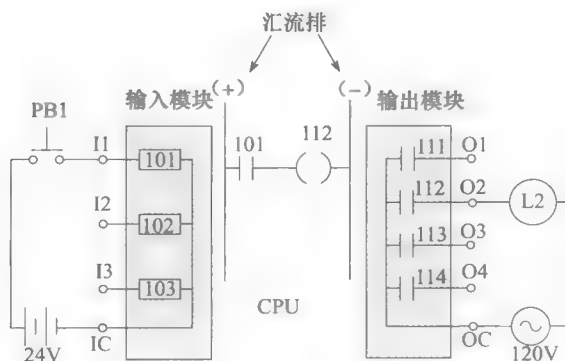 汇流排
(+)
(-)
输入模块
输出模块
PB1
I1
101
101
112
111
O1
I2
102
112
O2
L2
113
O3
I3
103
114
O4
CPU
24V
IC
OC
120V